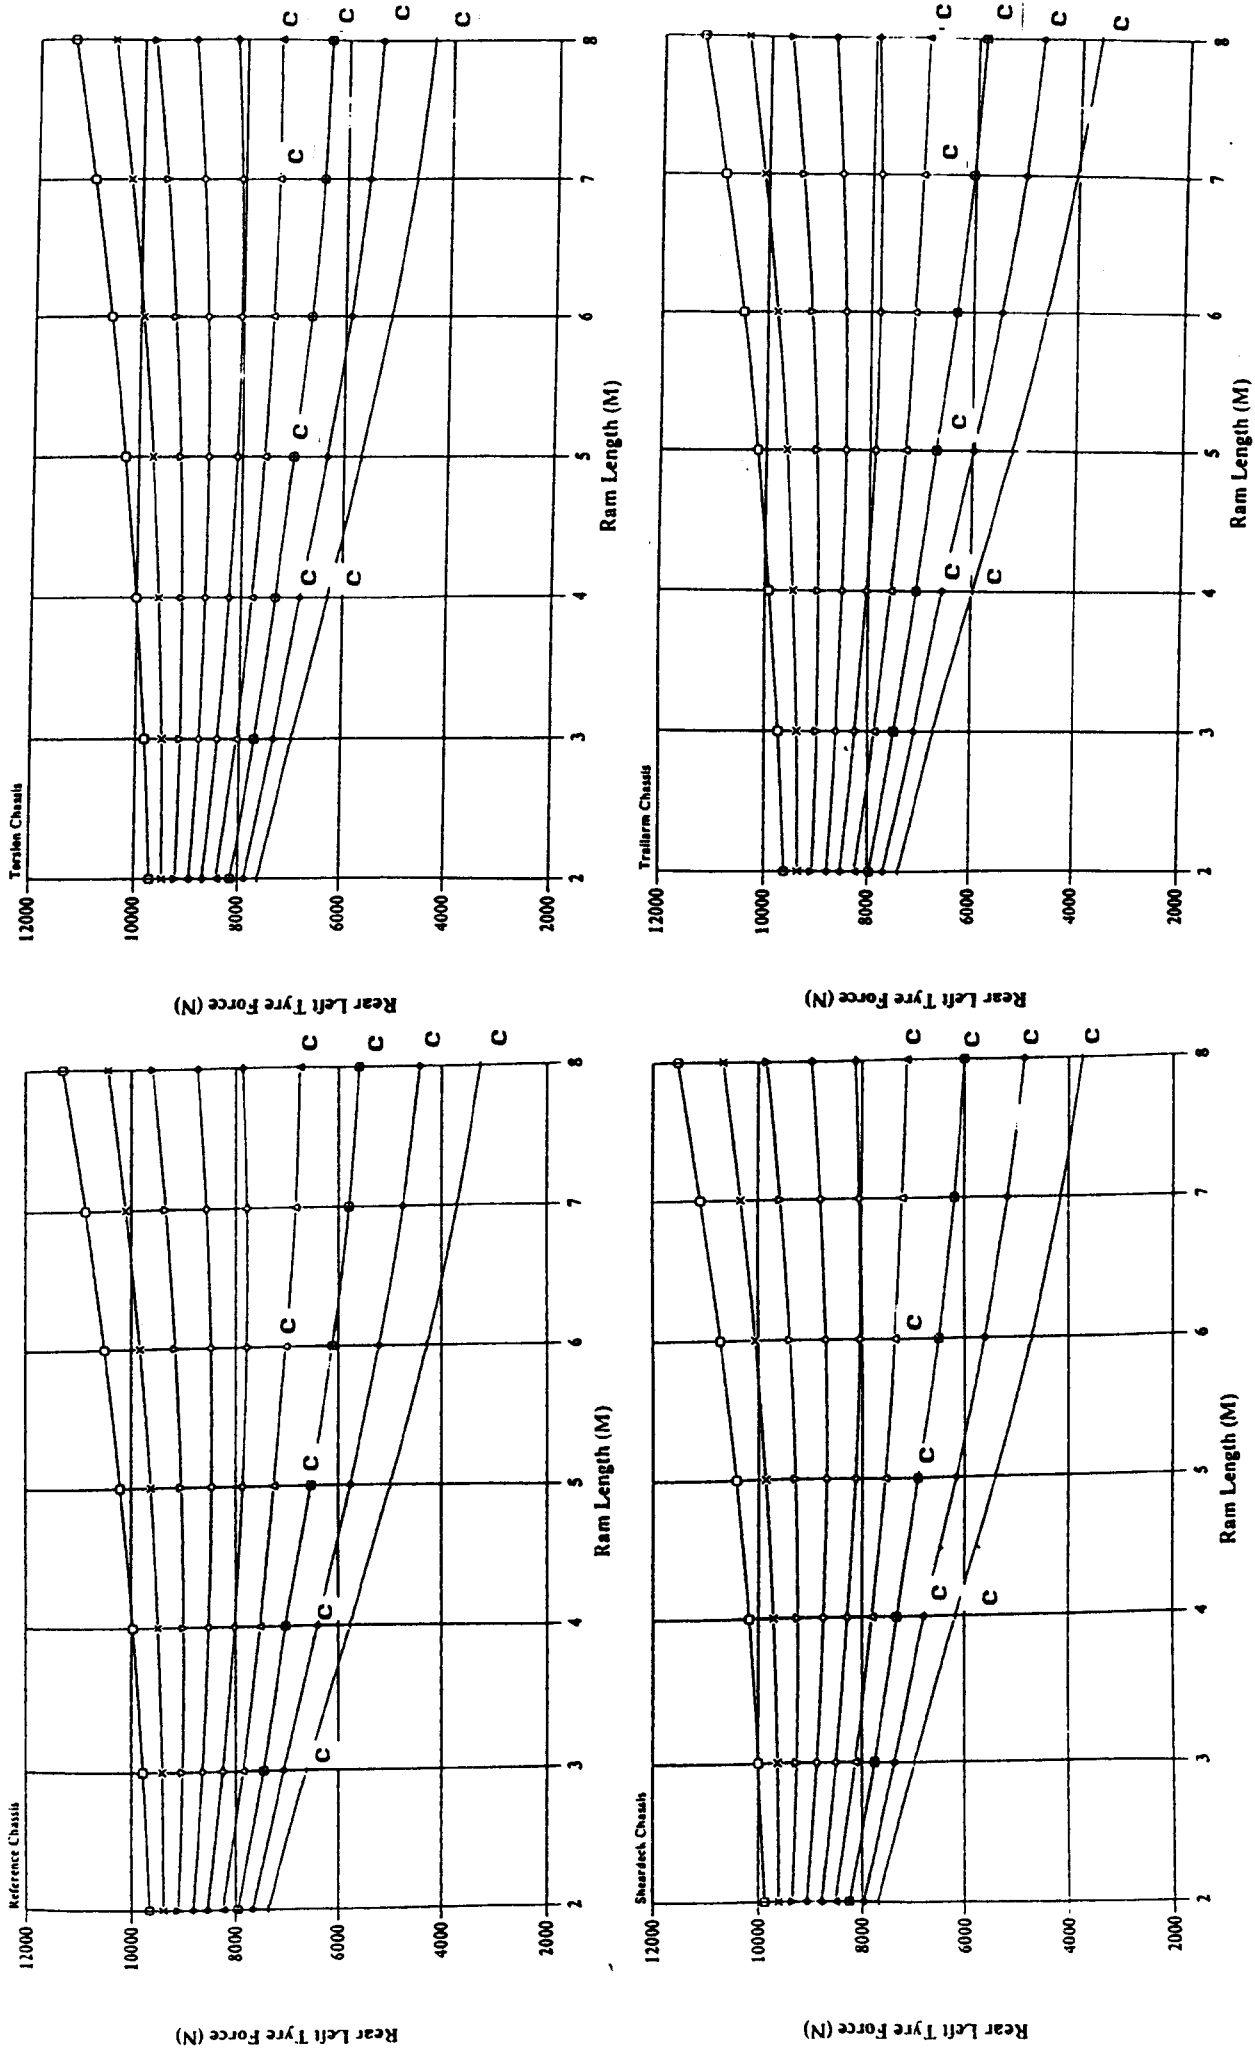 Reference Chassis
12000
10000
8000
6000
4000
2000
Rear Left Tyre Force (N)
C
C
C
C
C
C
C
C
2 3 4 5 6 7 8
Ram Length (M)
Torsion Chassis
12000
10000
8000
6000
4000
2000
Rear Left Tyre Force (N)
C
C
C
C
C
C
C
C
2 3 4 5 6 7 8
Ram Length (M)
Sheardeck Chassis
12000
10000
8000
6000
4000
2000
Rear Left Tyre Force (N)
C
C
C
C
C
C
C
C
2 3 4 5 6 7 8
Ram Length (M)
Trailarm Chassis
12000
10000
8000
6000
4000
2000
Rear Left Tyre Force (N)
C
C
C
C
C
C
C
C
2 3 4 5 6 7 8
Ram Length (M)